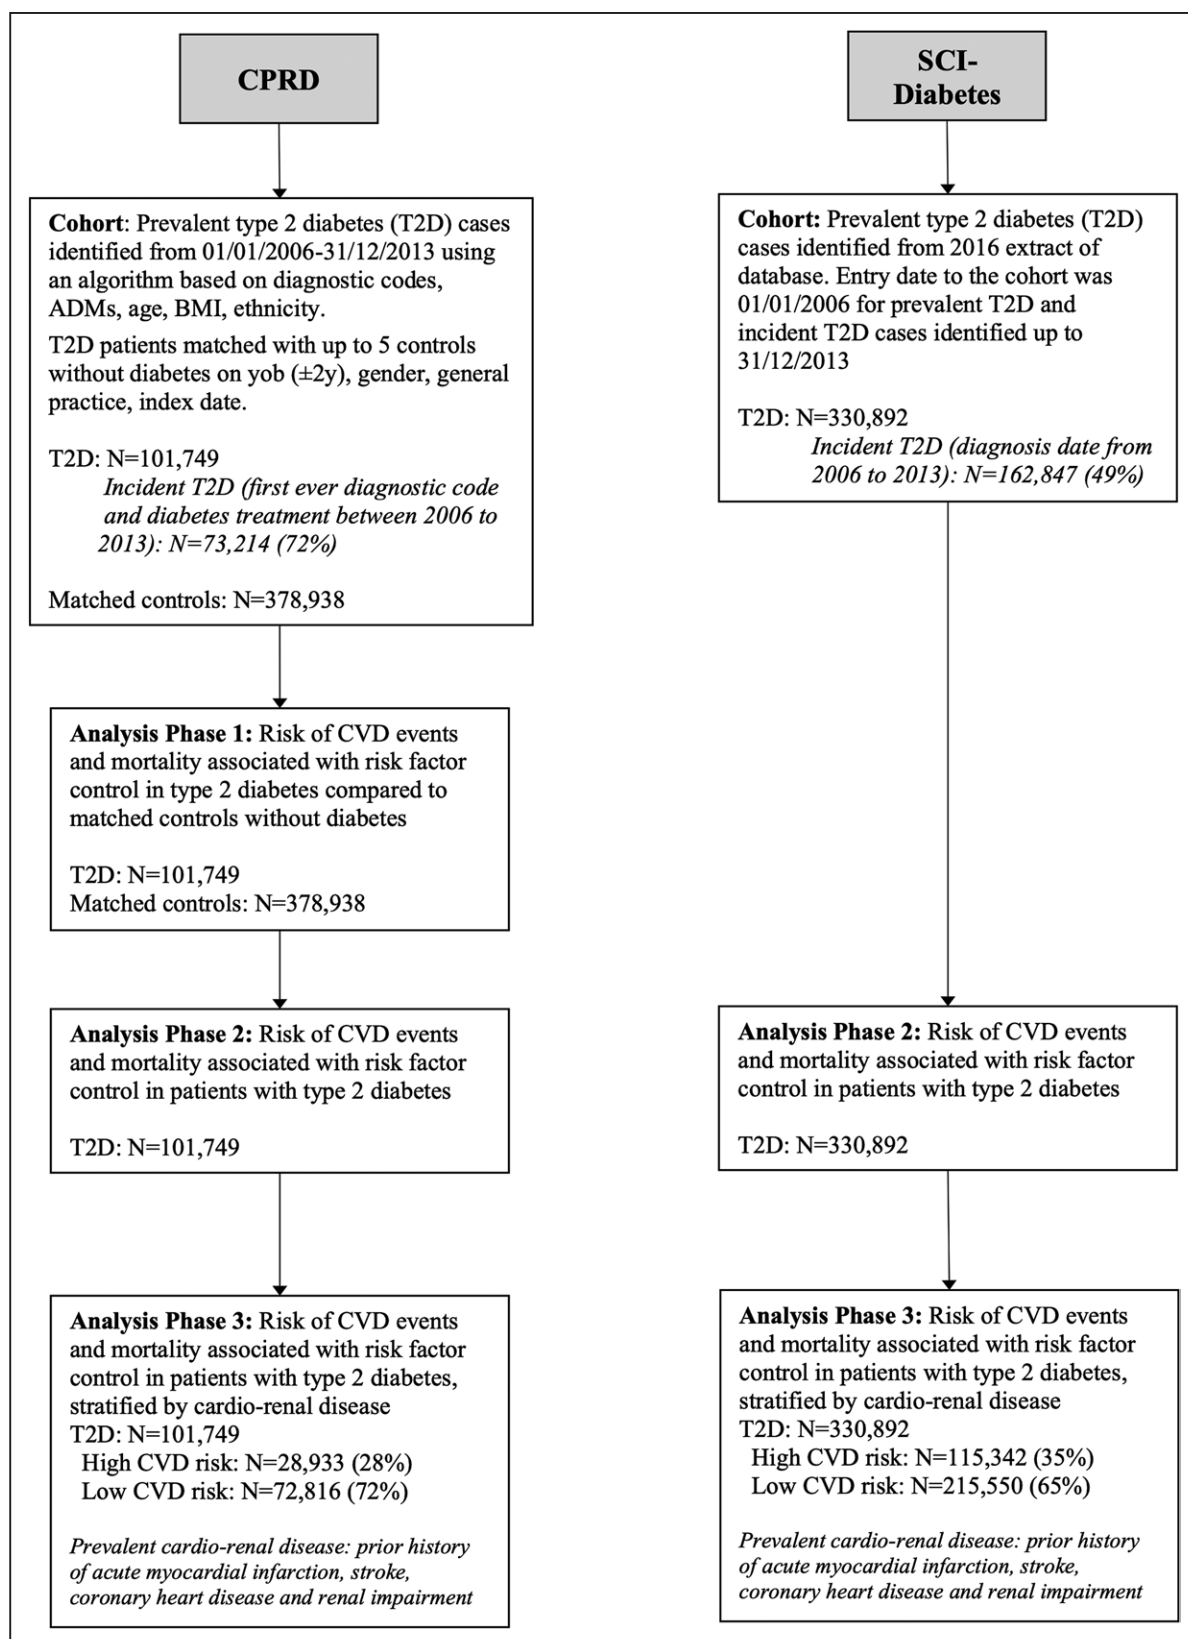 CPRD
Cohort: Prevalent type 2 diabetes (T2D) cases
identified from 01/01/2006-31/12/2013 using
an algorithm based on diagnostic codes,
ADMs, age, BMI, ethnicity.
T2D patients matched with up to 5 controls
without diabetes on yob (±2y), gender, general
practice, index date.
T2D: N=101,749
Incident T2D (first ever diagnostic code
and diabetes treatment between 2006 to
2013): N=73,214 (72%)
Matched controls: N=378,938
Analysis Phase 1: Risk of CVD events
and mortality associated with risk factor
control in type 2 diabetes compared to
matched controls without diabetes
T2D: N=101,749
Matched controls: N=378,938
Analysis Phase 2: Risk of CVD events
and mortality associated with risk factor
control in patients with type 2 diabetes
T2D: N=101,749
Analysis Phase 3: Risk of CVD events
and mortality associated with risk factor
control in patients with type 2 diabetes,
stratified by cardio-renal disease
T2D: N=101,749
High CVD risk: N=28,933 (28%)
Low CVD risk: N=72,816 (72%)
Prevalent cardio-renal disease: prior history
of acute myocardial infarction, stroke,
coronary heart disease and renal impairment
SCI-
Diabetes
Cohort: Prevalent type 2 diabetes (T2D)
cases identified from 2016 extract of
database. Entry date to the cohort was
01/01/2006 for prevalent T2D and
incident T2D cases identified up to
31/12/2013
T2D: N=330,892
Incident T2D (diagnosis date from
2006 to 2013): N=162,847 (49%)
Analysis Phase 2: Risk of CVD events
and mortality associated with risk factor
control in patients with type 2 diabetes
T2D: N=330,892
Analysis Phase 3: Risk of CVD events
and mortality associated with risk factor
control in patients with type 2 diabetes,
stratified by cardio-renal disease
T2D: N=330,892
High CVD risk: N=115,342 (35%)
Low CVD risk: N=215,550 (65%)
Prevalent cardio-renal disease: prior history
of acute myocardial infarction, stroke,
coronary heart disease and renal impairment